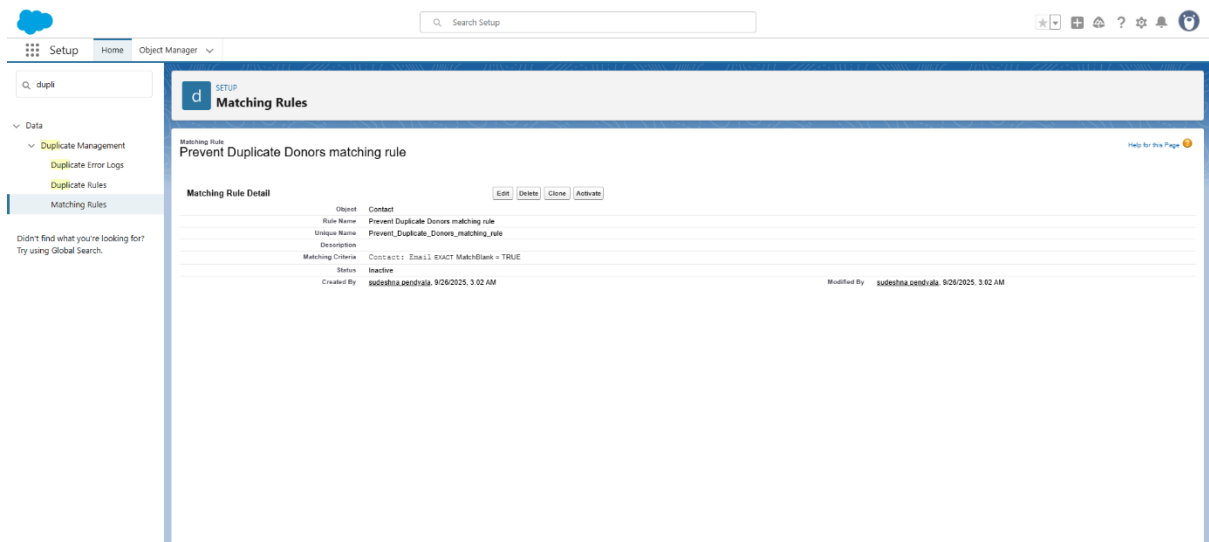 Search Setup
Setup Home Object Manager
dupli
Data
Duplicate Management
Duplicate Error Logs
Duplicate Rules
Matching Rules
Didn't find what you're looking for?
Try using Global Search.
d
SETUP
Matching Rules
Matching Rule
Prevent Duplicate Donors matching rule
Help for this Page ?
Matching Rule Detail Edit Delete Clone Activate
Object Contact
Rule Name Prevent Duplicate Donors matching rule
Unique Name Prevent_Duplicate_Donors_matching_rule
Description
Matching Criteria Contact: Email EXACT MatchBlank = TRUE
Status Inactive
Created By sudeshna pendyala, 9/26/2025, 3:02 AM Modified By sudeshna pendyala, 9/26/2025, 3:02 AM